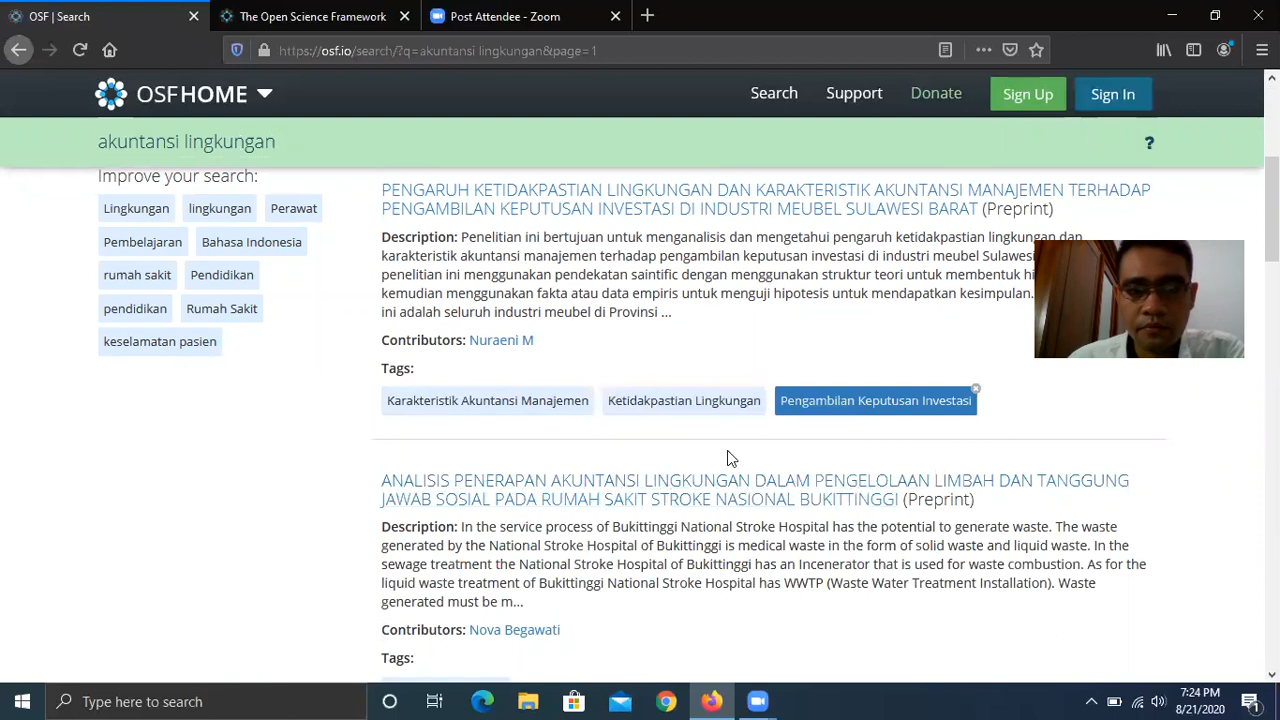 OSF | Search
The Open Science Framework
Post Attendee - Zoom
https://osf.io/search/?q=akuntansi lingkungan&page=1
OSFHOME
Search
Support
Donate
Sign Up
Sign In
akuntansi lingkungan
?
Improve your search:
Lingkungan
lingkungan
Perawat
Pembelajaran
Bahasa Indonesia
rumah sakit
Pendidikan
pendidikan
Rumah Sakit
keselamatan pasien
PENGARUH KETIDAKPASTIAN LINGKUNGAN DAN KARAKTERISTIK AKUNTANSI MANAJEMEN TERHADAP
PENGAMBILAN KEPUTUSAN INVESTASI DI INDUSTRI MEUBEL SULAWESI BARAT (Preprint)
Description: Penelitian ini bertujuan untuk menganalisis dan mengetahui pengaruh ketidakpastian lingkungan dan
karakteristik akuntansi manajemen terhadap pengambilan keputusan investasi di industri meubel Sulawesi
penelitian ini menggunakan pendekatan saintific dengan menggunakan struktur teori untuk membentuk
kemudian menggunakan fakta atau data empiris untuk menguji hipotesis untuk mendapatkan kesimpulan.
ini adalah seluruh industri meubel di Provinsi ...
Contributors: Nuraeni M
Tags:
Karakteristik Akuntansi Manajemen
Ketidakpastian Lingkungan
Pengambilan Keputusan Investasi
ANALISIS PENERAPAN AKUNTANSI LINGKUNGAN DALAM PENGELOLAAN LIMBAH DAN TANGGUNG
JAWAB SOSIAL PADA RUMAH SAKIT STROKE NASIONAL BUKITTINGGI (Preprint)
Description: In the service process of Bukittinggi National Stroke Hospital has the potential to generate waste. The waste
generated by the National Stroke Hospital of Bukittinggi is medical waste in the form of solid waste and liquid waste. In the
sewage treatment the National Stroke Hospital of Bukittinggi has an Incenerator that is used for waste combustion. As for the
liquid waste treatment of Bukittinggi National Stroke Hospital has WWTP (Waste Water Treatment Installation). Waste
generated must be m...
Contributors: Nova Begawati
Tags:
Type here to search
7:24 PM
8/21/2020
1